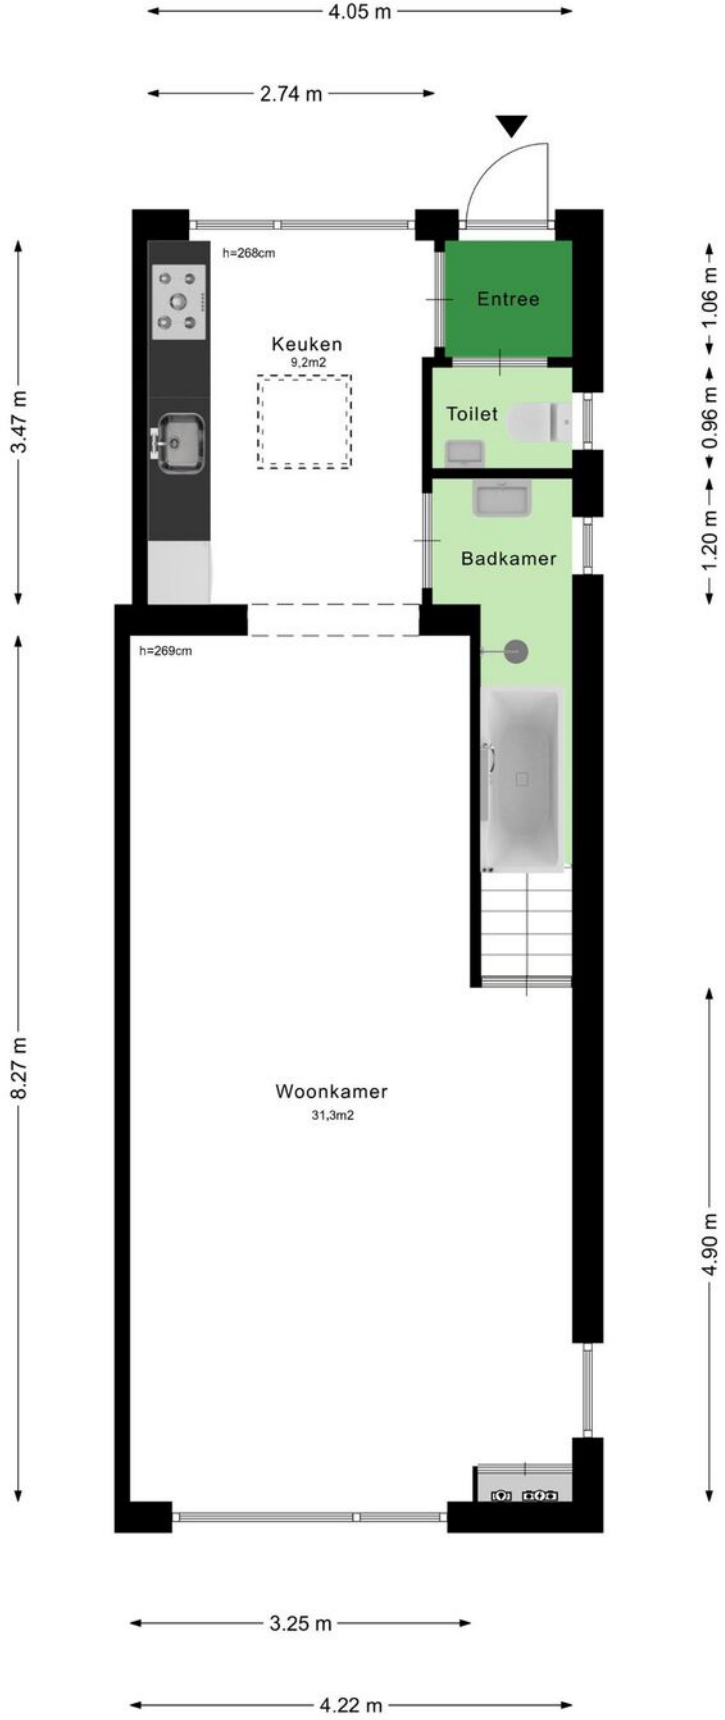 4.05 m
2.74 m
h=268cm
Entree
1.06 m
Keuken
9,2m2
Toilet
0.96 m
3.47 m
Badkamer
1.20 m
h=269cm
8.27 m
Woonkamer
31,3m2
4.90 m
3.25 m
4.22 m